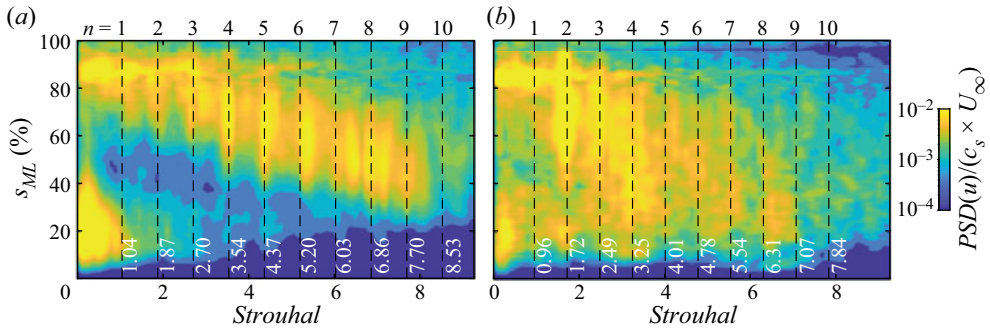 (a) n = 1 2 3 4 5 6 7 8 9 10
(b) 1 2 3 4 5 6 7 8 9 10
100
80
60
40
20
0
s_ML (%)
1.04 1.87 2.70 3.54 4.37 5.20 6.03 6.86 7.70 8.53
0.96 1.72 2.49 3.25 4.01 4.78 5.54 6.31 7.07 7.84
0 2 4 6 8
Strouhal
0 2 4 6 8
Strouhal
10⁻²
10⁻³
10⁻⁴
PSD(u)/(c_s × U_∞)